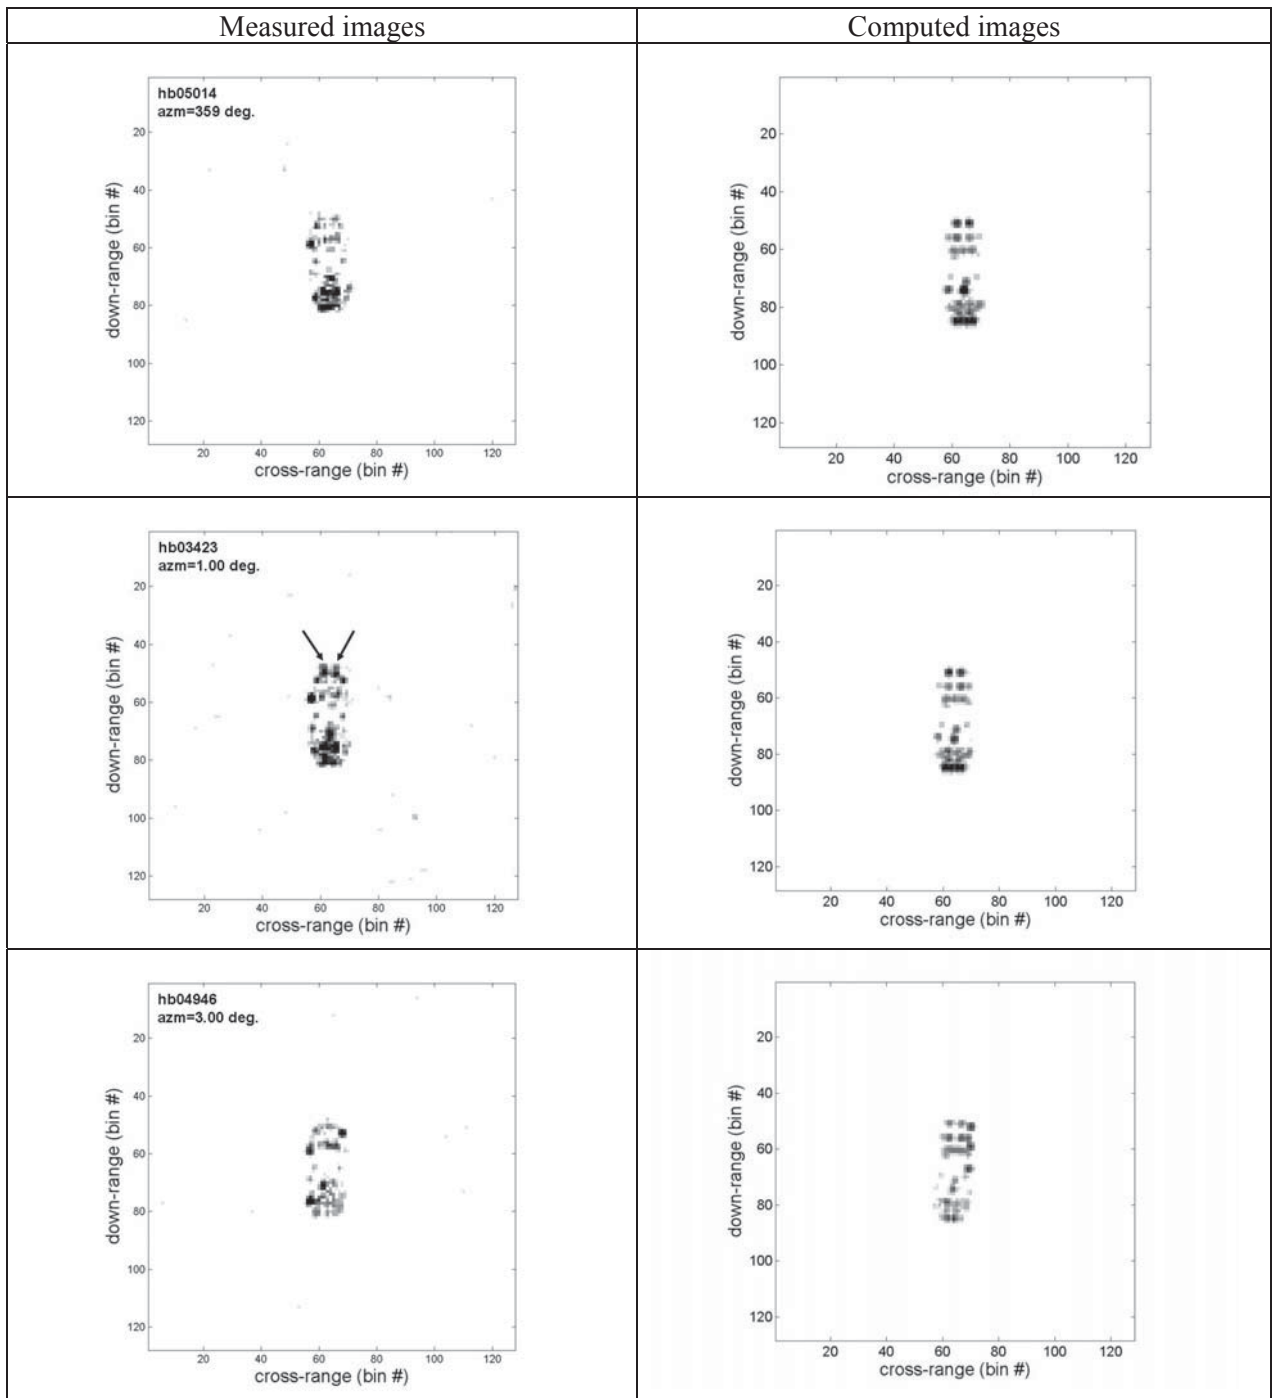 Measured images
Computed images
hb05014
azm=359 deg.
20
40
60
80
100
120
down-range (bin #)
20 40 60 80 100 120
cross-range (bin #)
20
40
60
80
100
120
down-range (bin #)
20 40 60 80 100 120
cross-range (bin #)
hb03423
azm=1.00 deg.
20
40
60
80
100
120
down-range (bin #)
20 40 60 80 100 120
cross-range (bin #)
20
40
60
80
100
120
down-range (bin #)
20 40 60 80 100 120
cross-range (bin #)
hb04946
azm=3.00 deg.
20
40
60
80
100
120
down-range (bin #)
20 40 60 80 100 120
cross-range (bin #)
20
40
60
80
100
120
down-range (bin #)
20 40 60 80 100 120
cross-range (bin #)